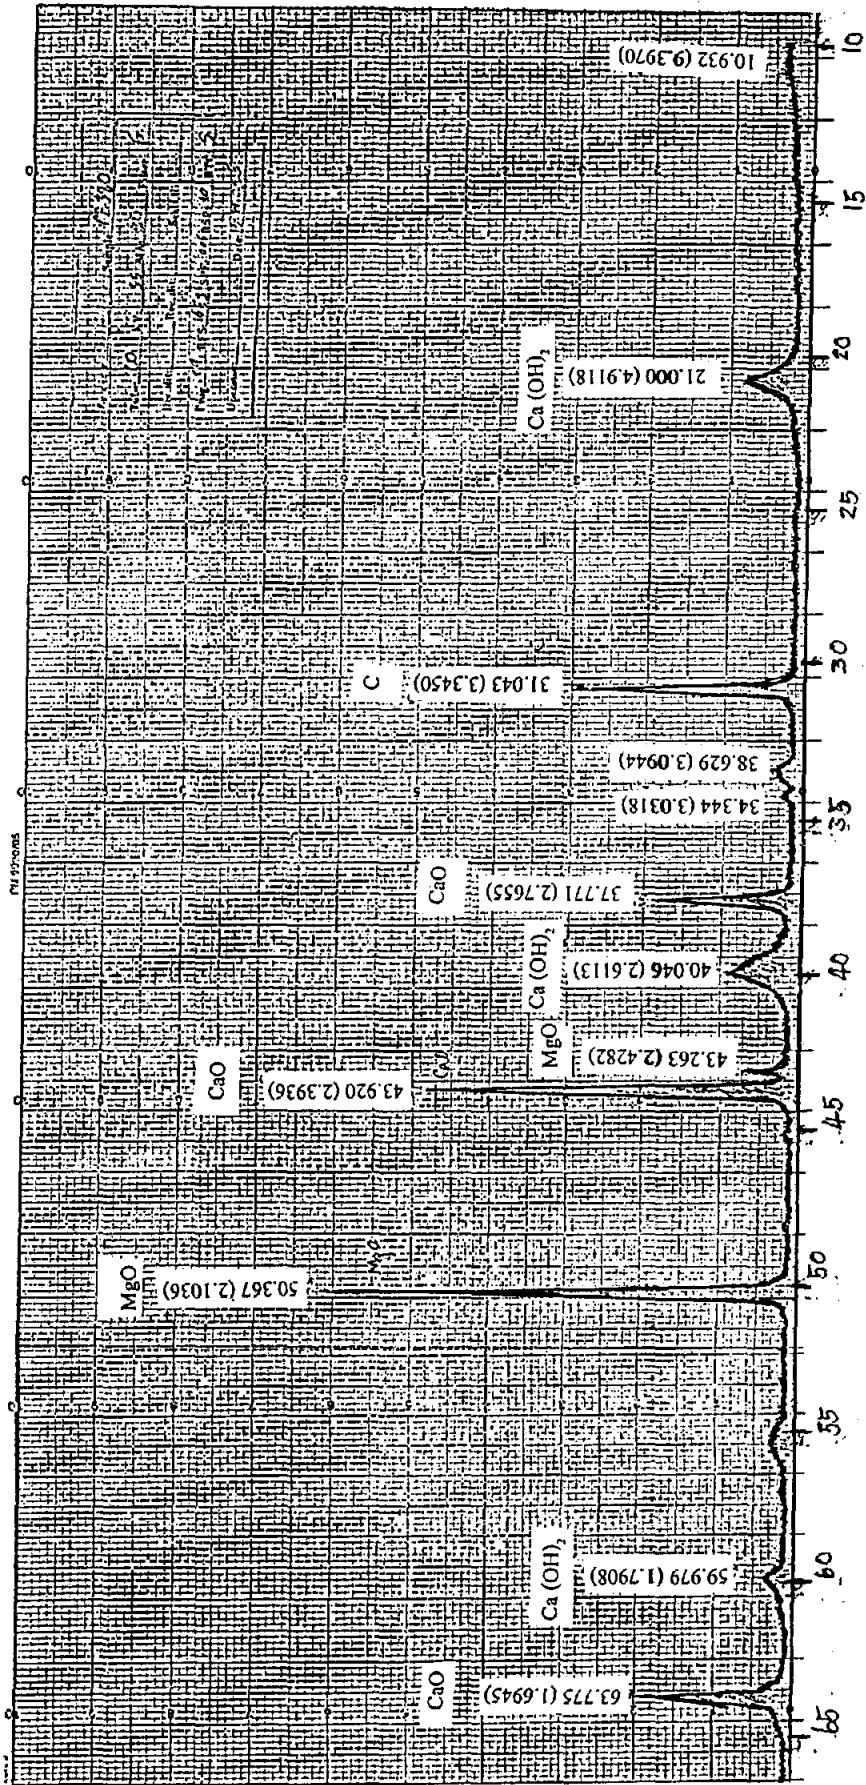 10.932 (9.3970)
Ca (OH)₂
21.000 (4.9118)
C
31.043 (3.3450)
38.629 (3.0944)
34.344 (3.0318)
CaO
37.771 (2.7655)
Ca (OH)₂
40.046 (2.6113)
MgO
43.263 (2.4282)
CaO
43.920 (2.3936)
CaO
MgO
50.367 (2.1036)
MgO
Ca (OH)₂
59.979 (1.7908)
CaO
63.775 (1.6945)
10
15
20
25
30
35
40
45
50
55
60
65